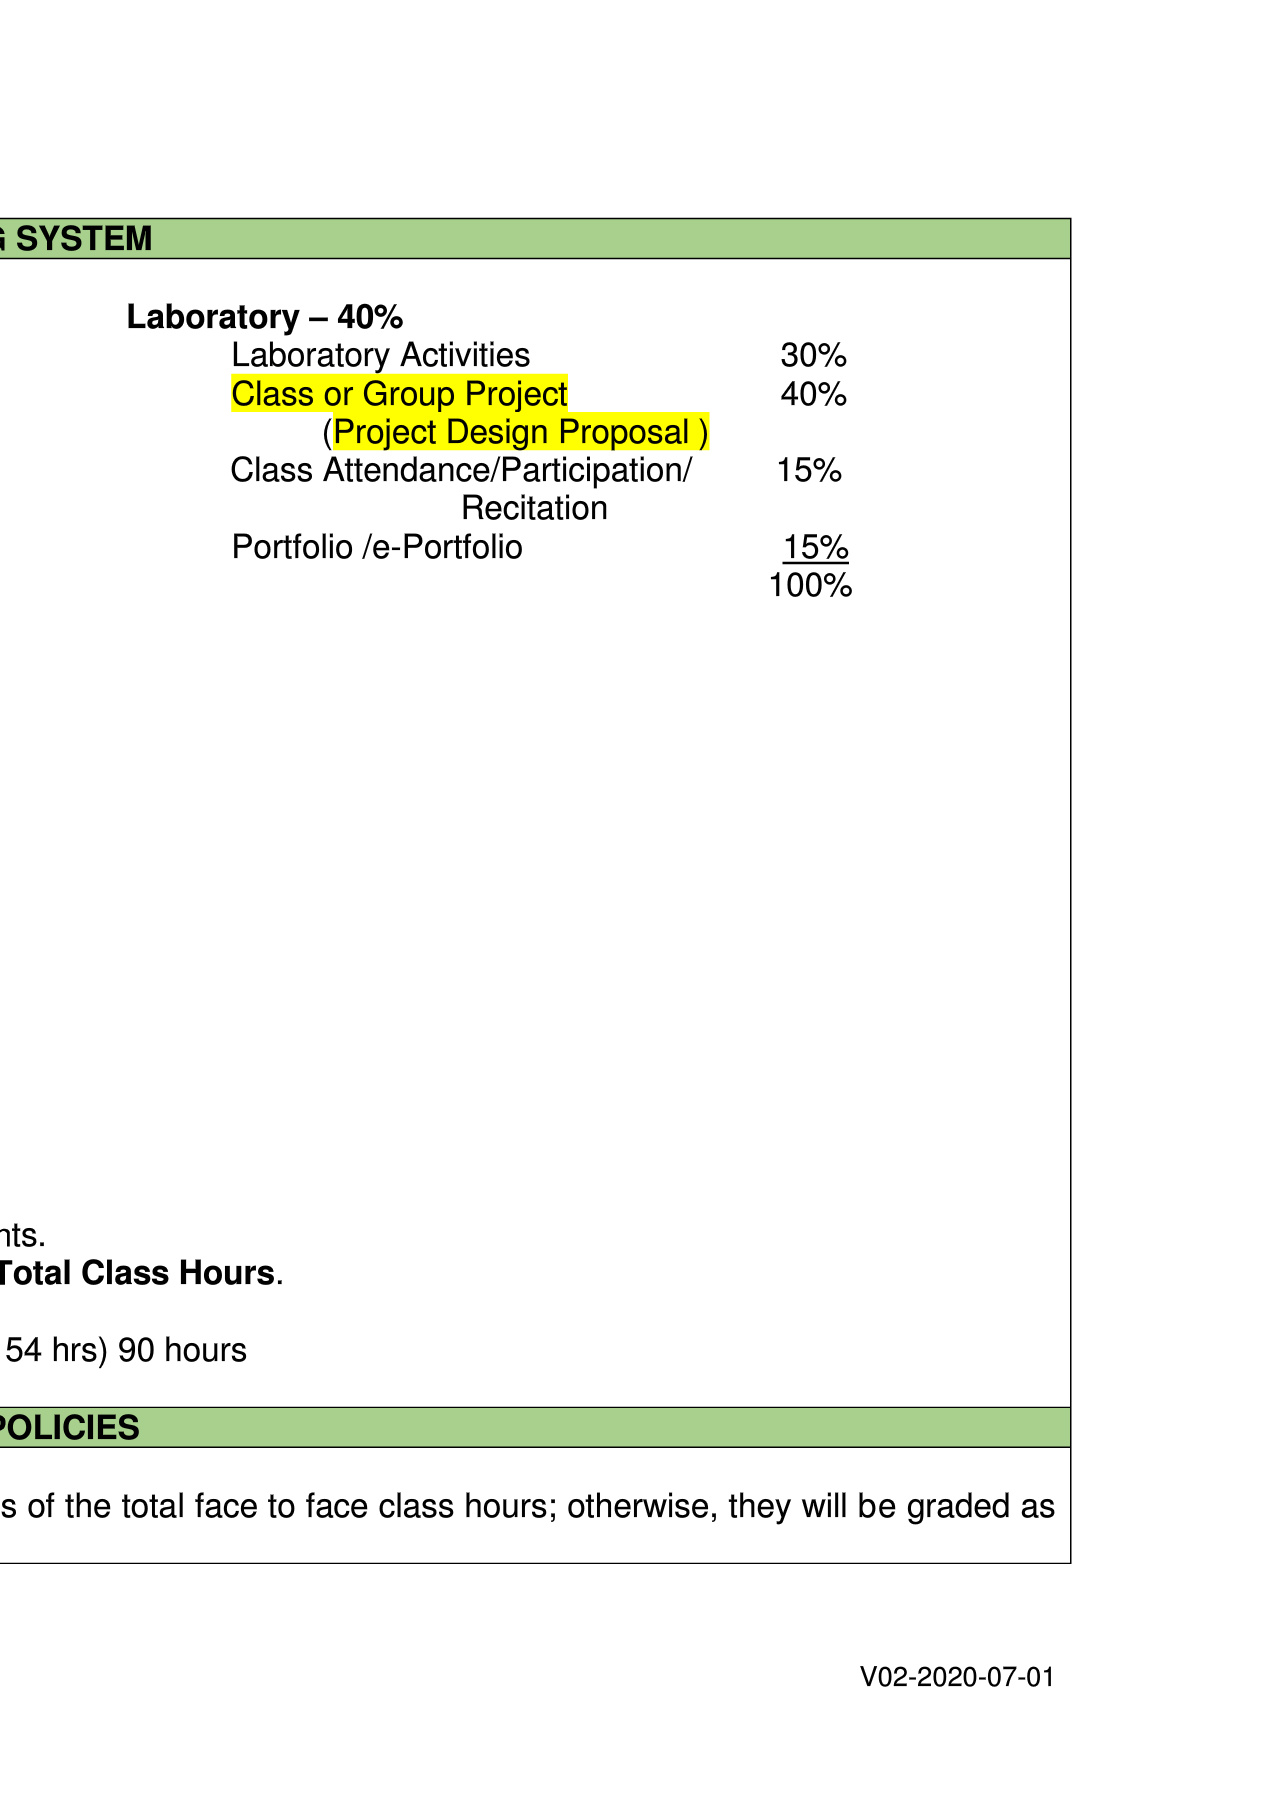 SYSTEM
Laboratory – 40%
Laboratory Activities 30%
Class or Group Project 40%
(Project Design Proposal )
Class Attendance/Participation/ 15%
Recitation
Portfolio /e-Portfolio 15%
100%
nts.
Total Class Hours.
54 hrs) 90 hours
POLICIES
s of the total face to face class hours; otherwise, they will be graded as
V02-2020-07-01